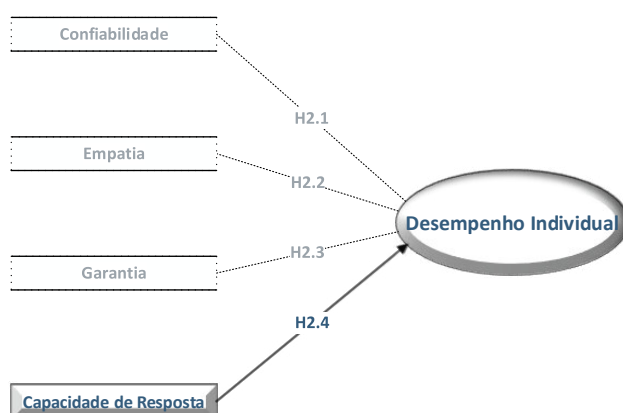 Confiabilidade
H2.1
Empatia
H2.2
Desempenho Individual
H2.3
Garantia
H2.4
Capacidade de Resposta